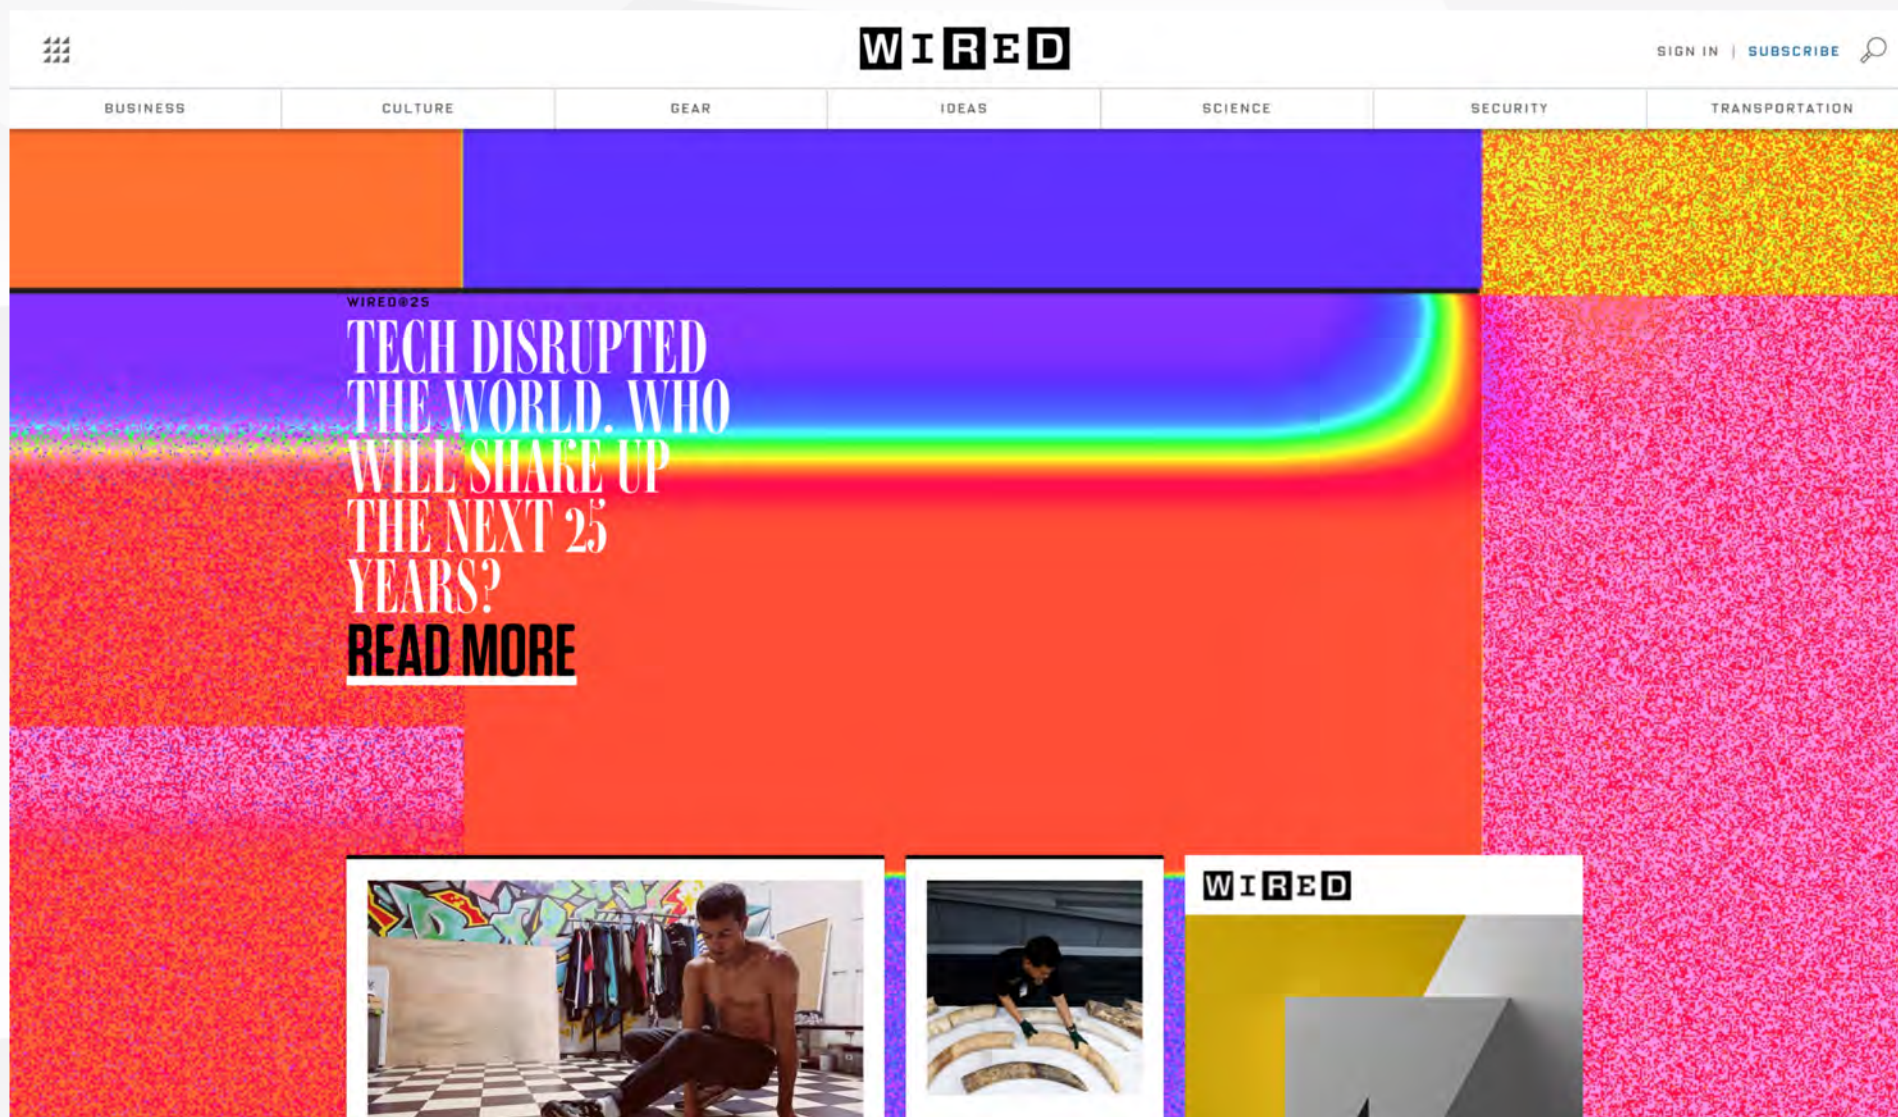 WIRED
SIGN IN | SUBSCRIBE
BUSINESS
CULTURE
GEAR
IDEAS
SCIENCE
SECURITY
TRANSPORTATION
WIRED@25
TECH DISRUPTED
THE WORLD. WHO
WILL SHAKE UP
THE NEXT 25
YEARS?
READ MORE
WIRED